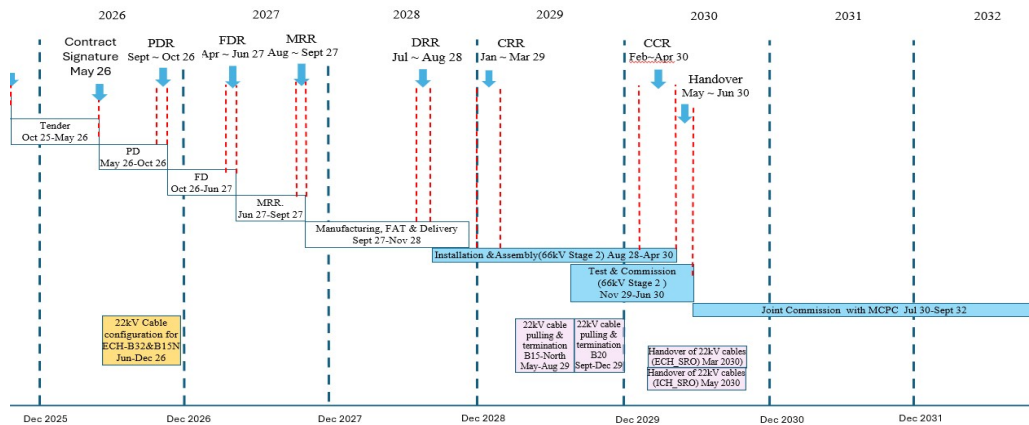 2026 2027 2028 2029 2030 2031 2032
Contract
Signature
May 26
PDR
Sept ~ Oct 26
FDR
Apr ~ Jun 27
MRR
Aug ~ Sept 27
DRR
Jul ~ Aug 28
CRR
Jan ~ Mar 29
CCR
Feb~Apr 30
Handover
May ~ Jun 30
Tender
Oct 25-May 26
PD
May 26-Oct 26
FD
Oct 26-Jun 27
MRR.
Jun 27-Sept 27
Manufacturing, FAT & Delivery
Sept 27-Nov 28
Installation &Assembly(66kV Stage 2) Aug 28-Apr 30
Test & Commission
(66kV Stage 2 )
Nov 29-Jun 30
Joint Commission with MCPC Jul 30-Sept 32
22kV Cable
configuration for
ECH-B32&B15N
Jun-Dec 26
22kV cable
pulling &
termination
B15-North
May-Aug 29
22kV cable
pulling &
termination
B20
Sept-Dec 29
Handover of 22kV cables
(ECH_SRO) Mar 2030)
Handover of 22kV cables
(ICH_SRO) May 2030
Dec 2025 Dec 2026 Dec 2027 Dec 2028 Dec 2029 Dec 2030 Dec 2031